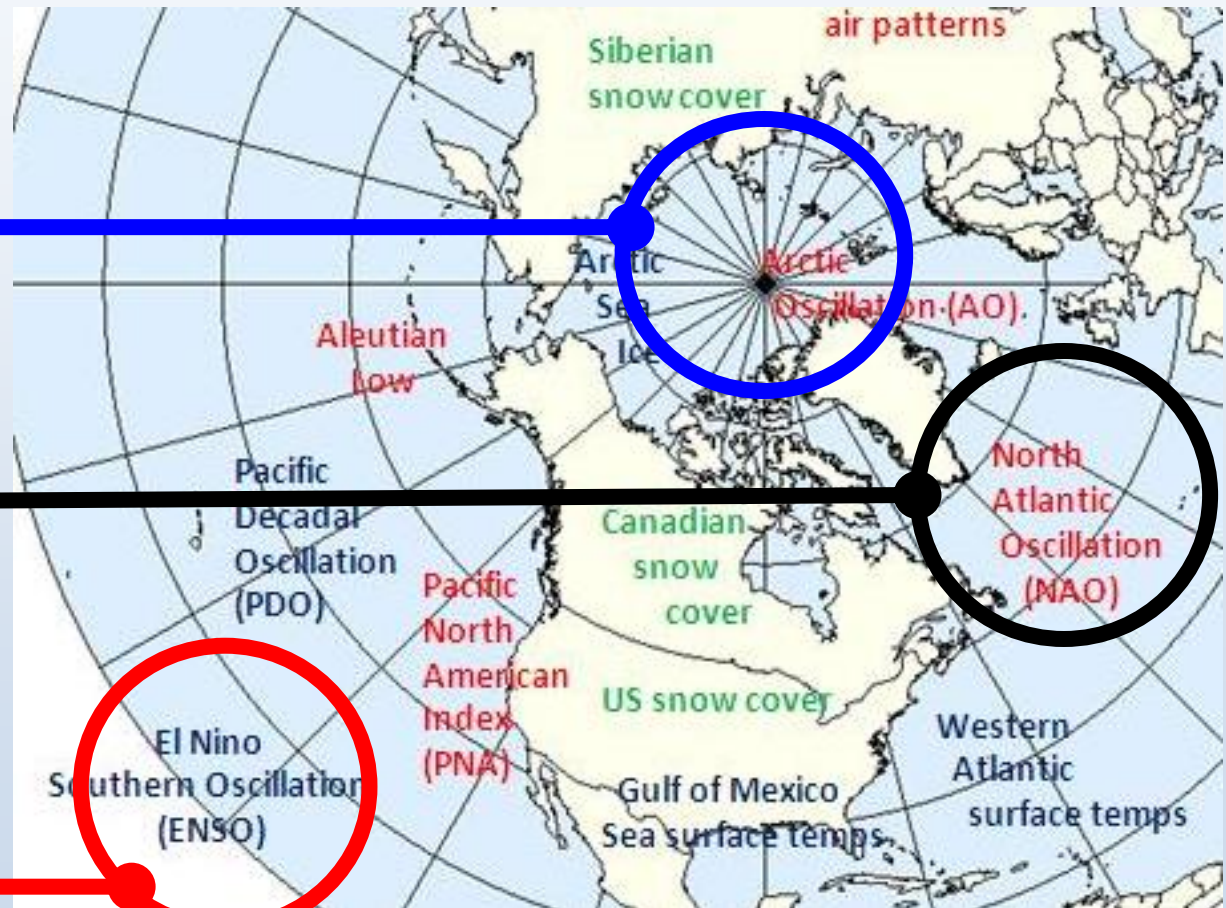 air patterns
Siberian
snow cover
Arctic
Sea
Ice
Arctic
Oscillation (AO).
Aleutian
Low
Pacific
Decadal
Oscillation
(PDO)
North
Atlantic
Oscillation
(NAO)
Canadian
snow
cover
Pacific
North
American
Index
(PNA)
US snow cover
El Nino
Southern Oscillation
(ENSO)
Gulf of Mexico
Sea surface temps
Western
Atlantic
surface temps